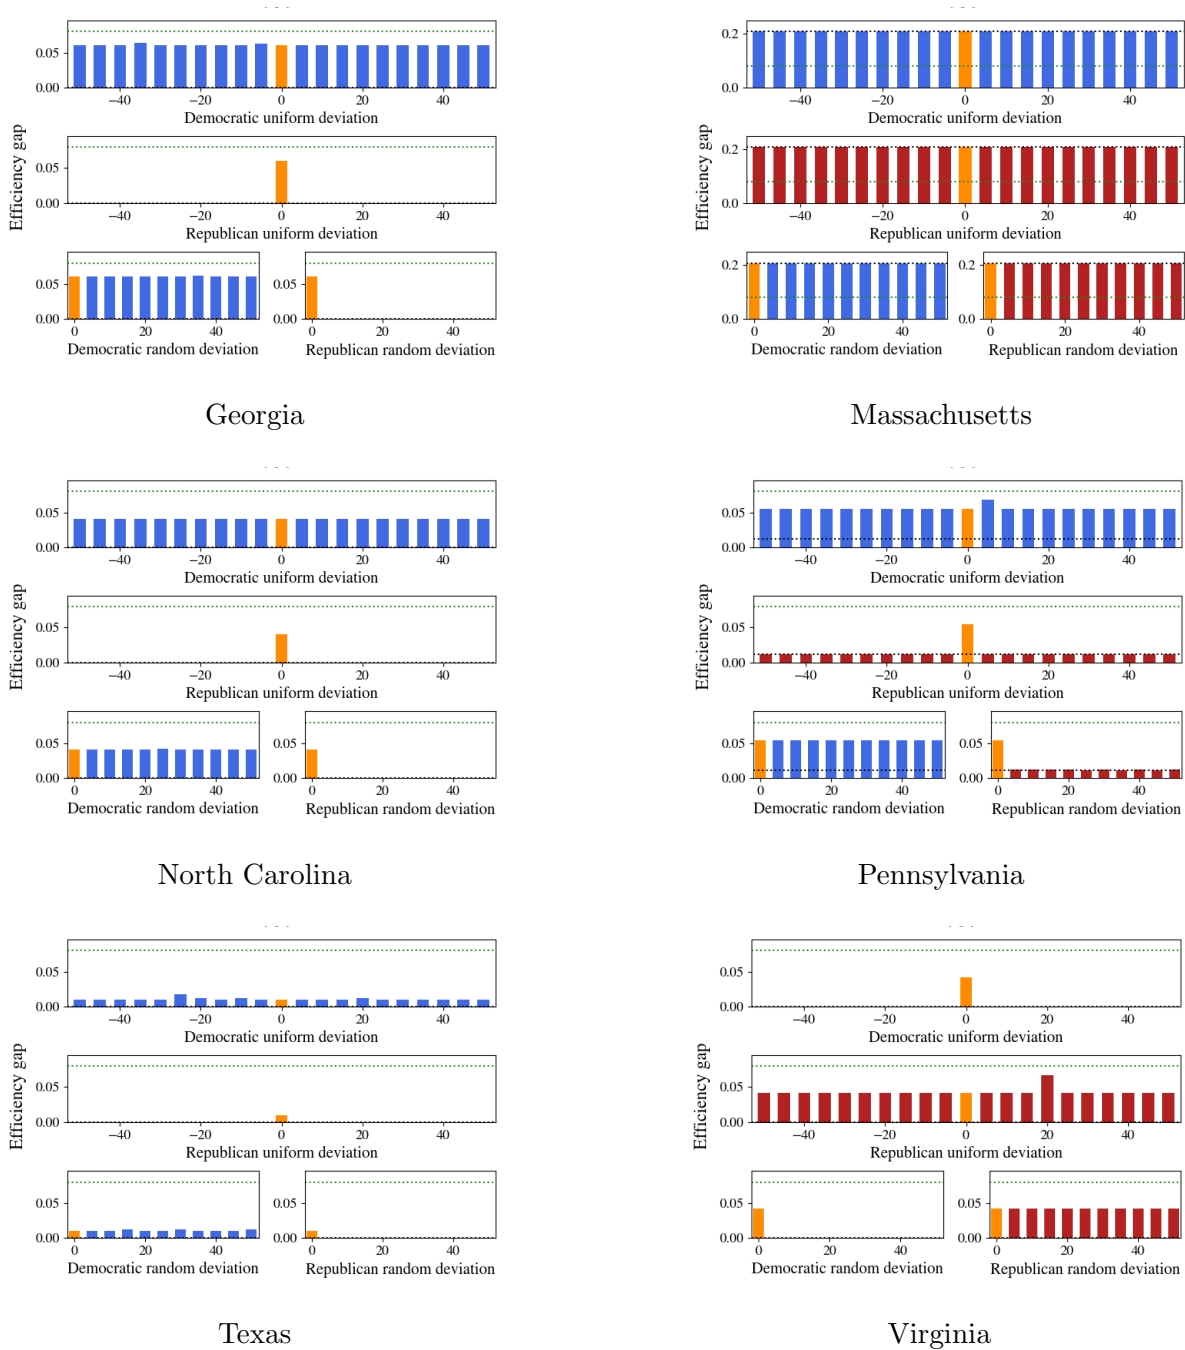 Efficiency gap
0.05
0.00
−40 −20 0 20 40
Democratic uniform deviation
0.05
0.00
−40 −20 0 20 40
Republican uniform deviation
0.05
0.00
0 20 40
Democratic random deviation
0 20 40
Republican random deviation
Georgia
Efficiency gap
0.2
0.0
−40 −20 0 20 40
Democratic uniform deviation
0.2
0.0
−40 −20 0 20 40
Republican uniform deviation
0.2
0.0
0 20 40
Democratic random deviation
0.2
0.0
0 20 40
Republican random deviation
Massachusetts
Efficiency gap
0.05
0.00
−40 −20 0 20 40
Democratic uniform deviation
0.05
0.00
−40 −20 0 20 40
Republican uniform deviation
0.05
0.00
0 20 40
Democratic random deviation
0 20 40
Republican random deviation
North Carolina
Efficiency gap
0.05
0.00
−40 −20 0 20 40
Democratic uniform deviation
0.05
0.00
−40 −20 0 20 40
Republican uniform deviation
0.05
0.00
0 20 40
Democratic random deviation
0.05
0.00
0 20 40
Republican random deviation
Pennsylvania
Efficiency gap
0.05
0.00
−40 −20 0 20 40
Democratic uniform deviation
0.05
0.00
−40 −20 0 20 40
Republican uniform deviation
0.05
0.00
0 20 40
Democratic random deviation
0.05
0.00
0 20 40
Republican random deviation
Texas
Efficiency gap
0.05
0.00
−40 −20 0 20 40
Democratic uniform deviation
0.05
0.00
−40 −20 0 20 40
Republican uniform deviation
0.05
0.00
0 20 40
Democratic random deviation
0.05
0.00
0 20 40
Republican random deviation
Virginia